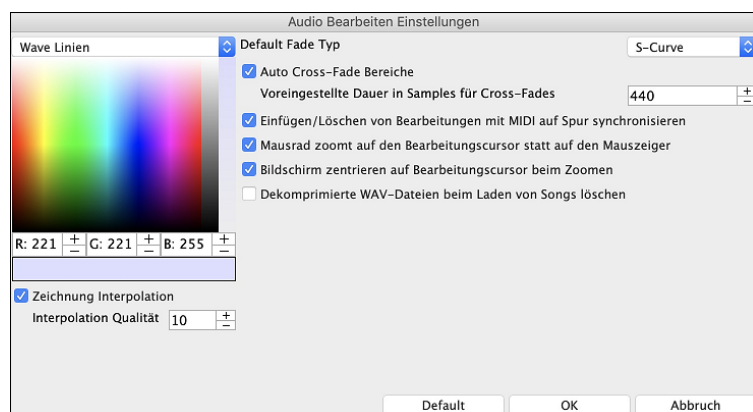 Audio Bearbeiten Einstellungen
Wave Linien
Default Fade Typ
S-Curve
Auto Cross-Fade Bereiche
Voreingestellte Dauer in Samples für Cross-Fades
440
+
−
Einfügen/Löschen von Bearbeitungen mit MIDI auf Spur synchronisieren
Mausrad zoomt auf den Bearbeitungscursor statt auf den Mauszeiger
Bildschirm zentrieren auf Bearbeitungscursor beim Zoomen
Dekomprimierte WAV-Dateien beim Laden von Songs löschen
R: 221 + − G: 221 + − B: 255 + −
Zeichnung Interpolation
Interpolation Qualität 10 + −
Default OK Abbruch